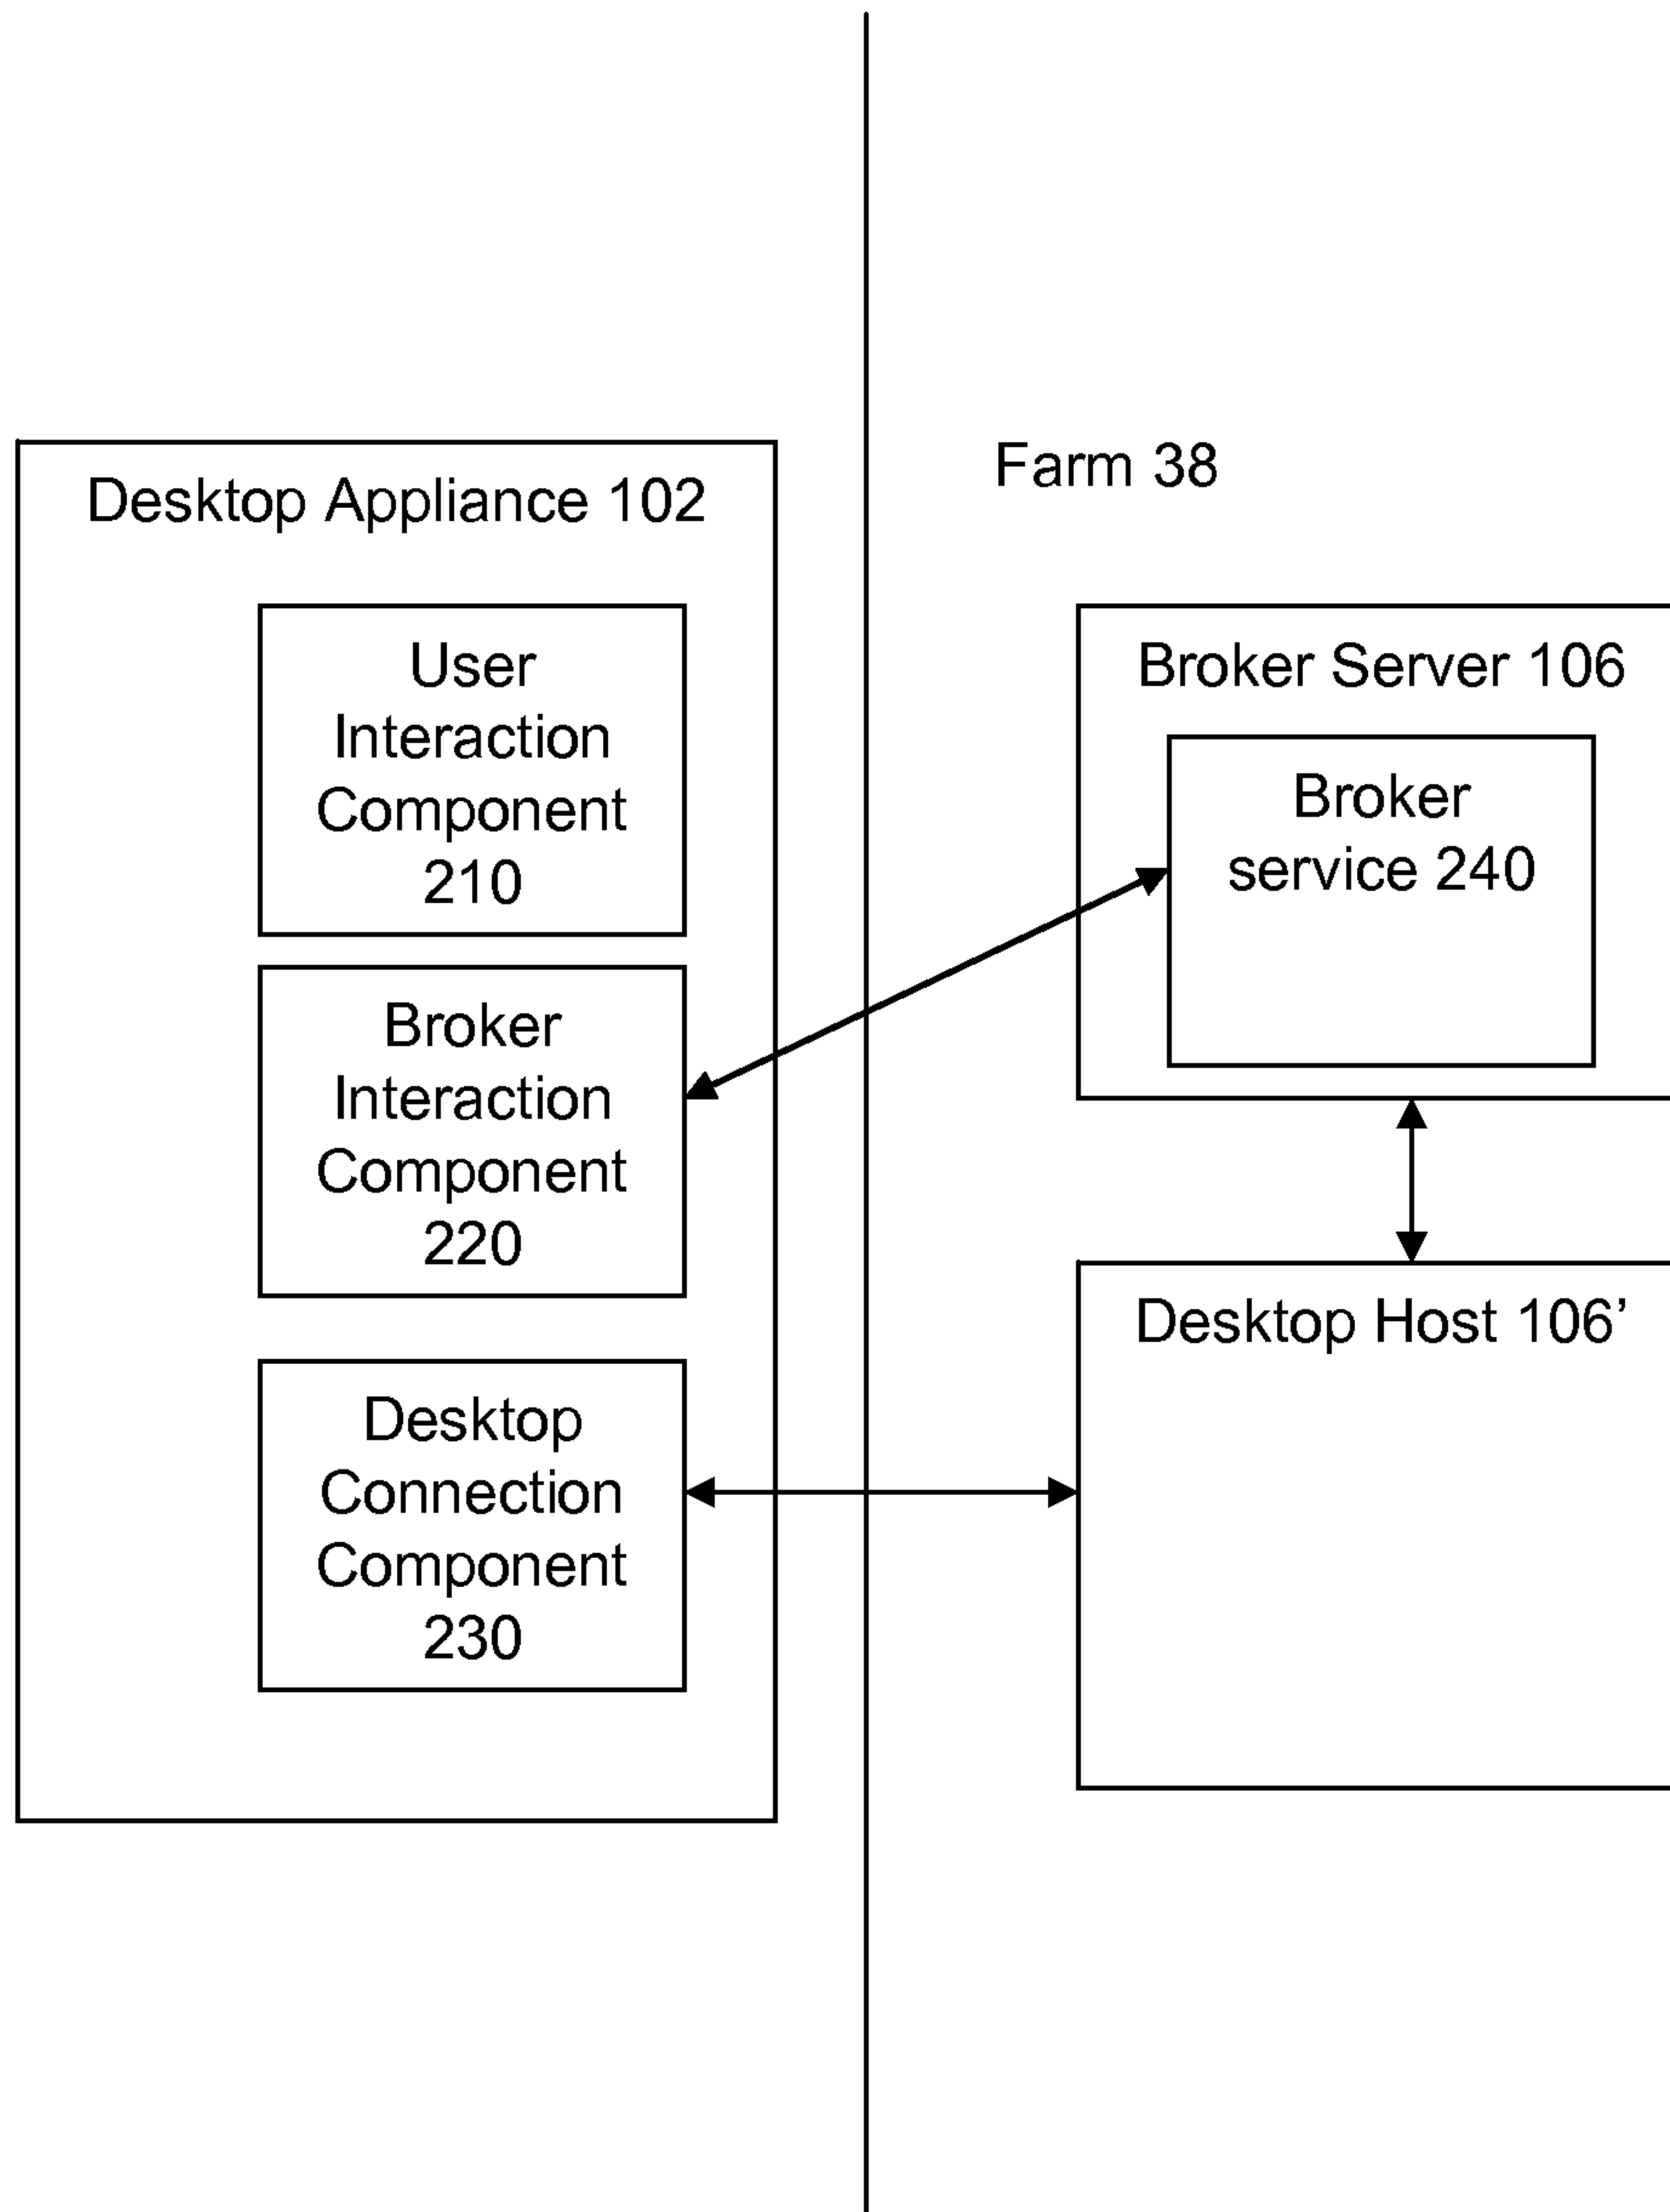 Desktop Appliance 102
User
Interaction
Component
210
Broker
Interaction
Component
220
Desktop
Connection
Component
230
Farm 38
Broker Server 106
Broker
service 240
Desktop Host 106’